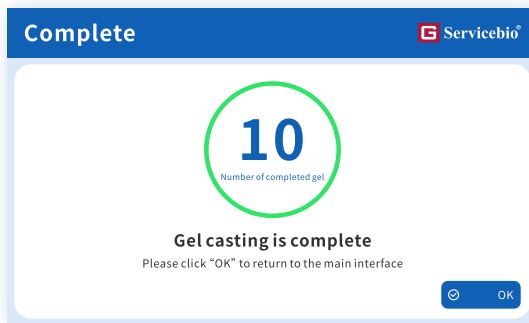 Complete
G Servicebio®
10
Number of completed gel
Gel casting is complete
Please click “OK” to return to the main interface
OK